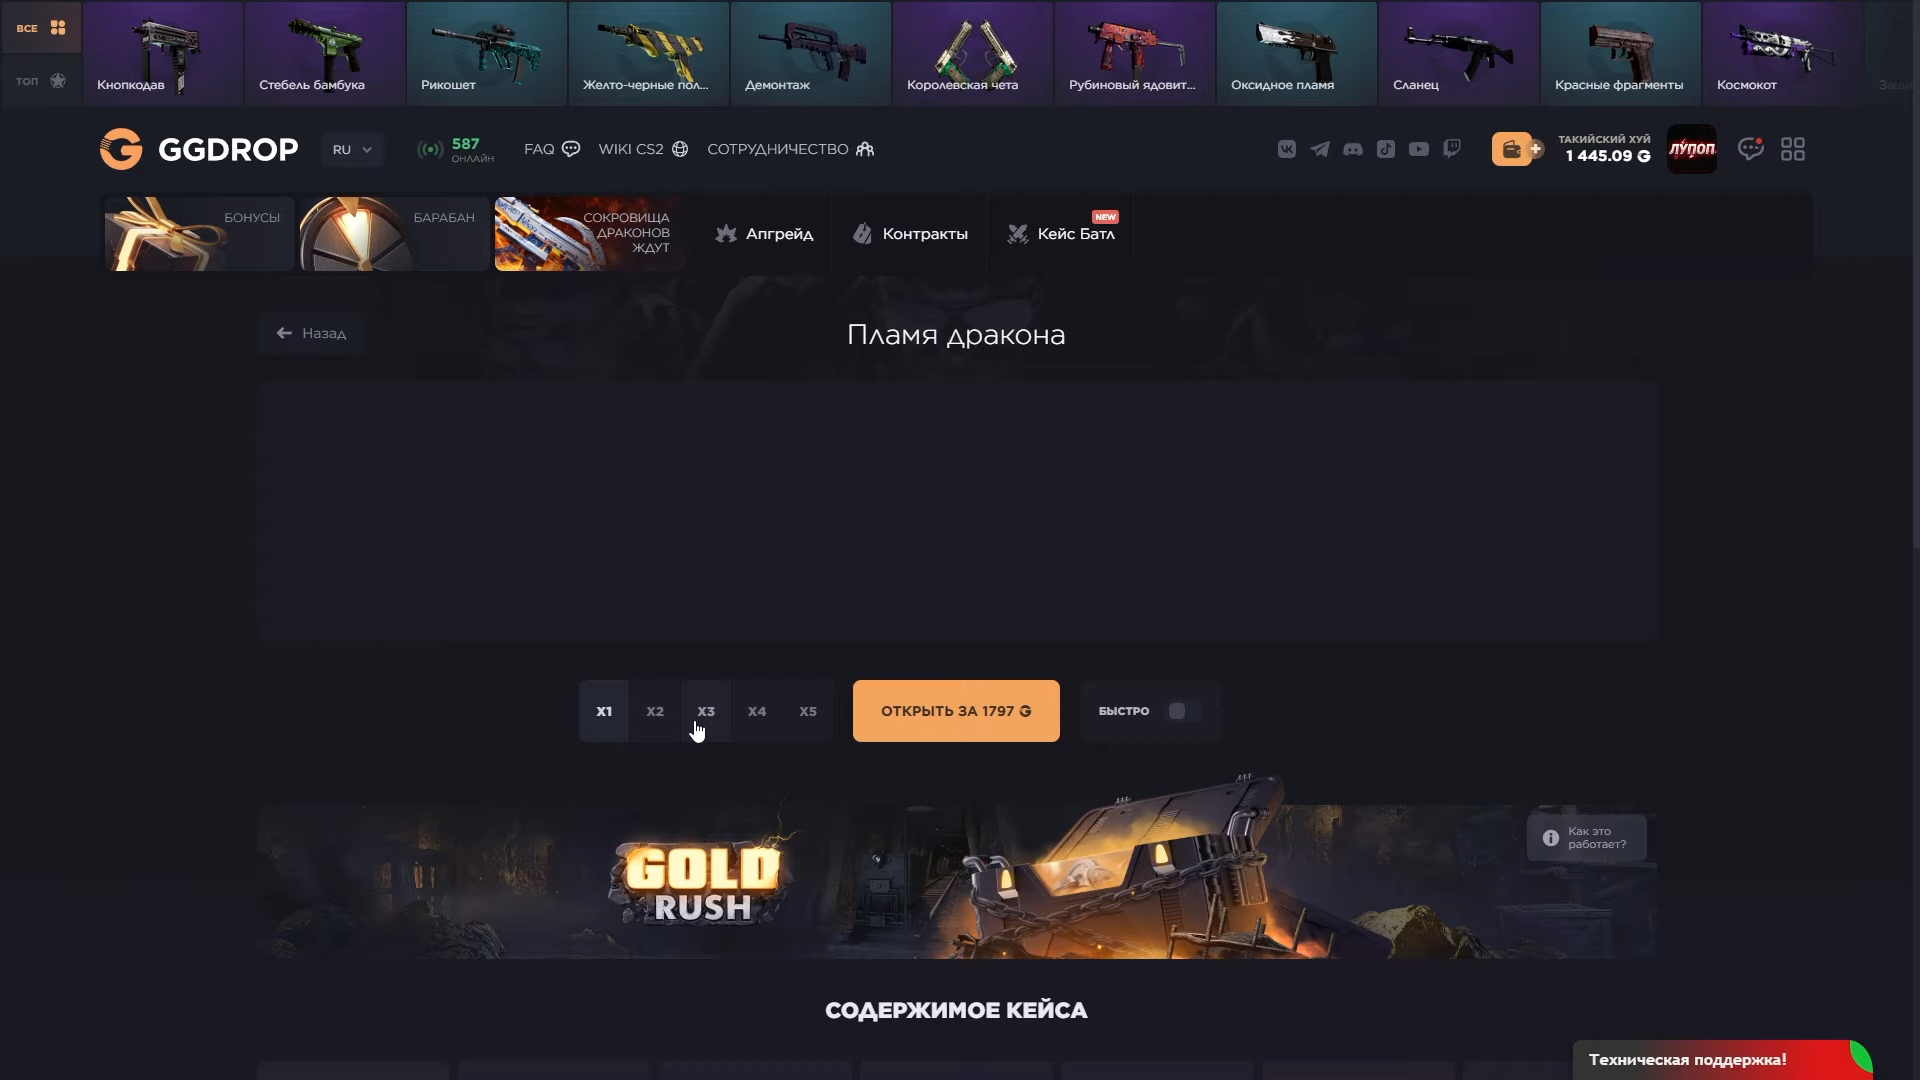 ВСЕ
ТОП
Кнопкодав
Стебель бамбука
Рикошет
Желто-черные пол...
Демонтаж
Королевская чета
Рубиновый ядовит...
Оксидное пламя
Сланец
Красные фрагменты
Космокот
GGDROP
RU
587
ОНЛАЙН
FAQ
WIKI CS2
СОТРУДНИЧЕСТВО
ТАКИЙСКИЙ ХУЙ
1 445.09
ЛУПОП
БОНУСЫ
БАРАБАН
СОКРОВИЩА
ДРАКОНОВ
ЖДУТ
Апгрейд
Контракты
NEW
Кейс Батл
Назад
Пламя дракона
X1
X2
X3
X4
X5
ОТКРЫТЬ ЗА 1797 G
БЫСТРО
GOLD
RUSH
Как это
работает?
СОДЕРЖИМОЕ КЕЙСА
Техническая поддержка!